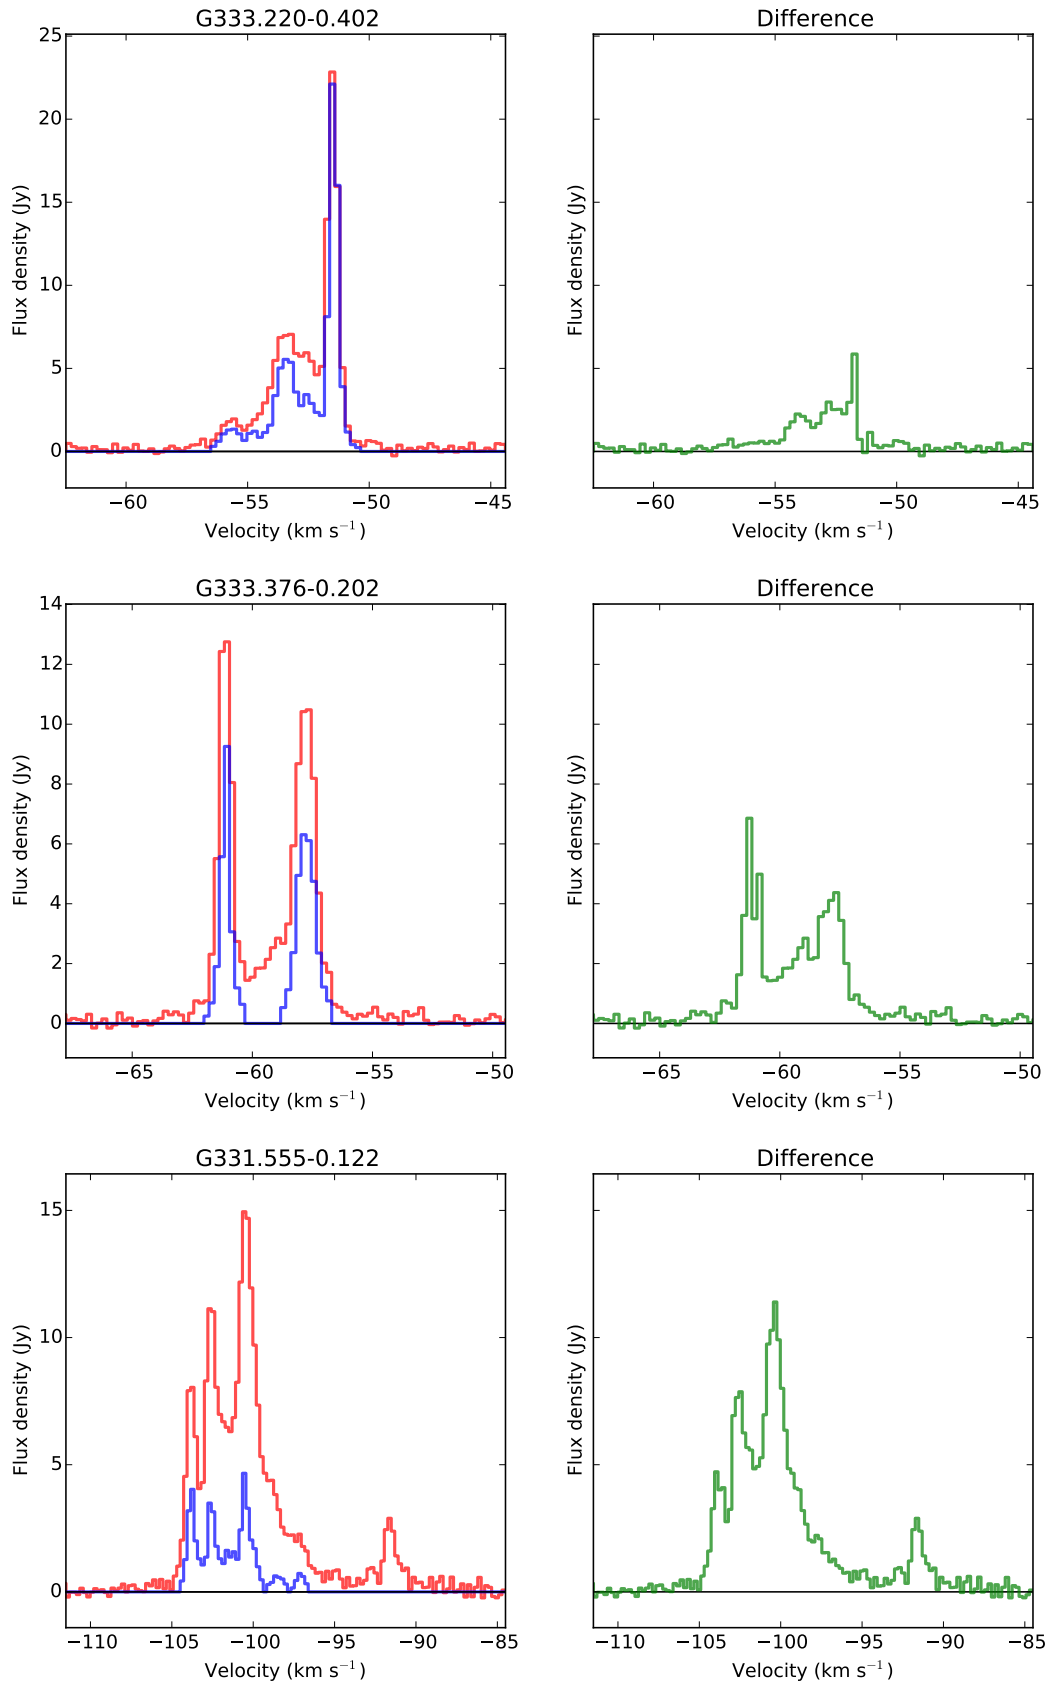 G333.220-0.402
Difference
25
20
15
10
5
0
Flux density (Jy)
Flux density (Jy)
−60
−55
−50
−45
−60
−55
−50
−45
Velocity (km s⁻¹)
Velocity (km s⁻¹)
G333.376-0.202
Difference
14
12
10
8
6
4
2
0
Flux density (Jy)
Flux density (Jy)
−65
−60
−55
−50
−65
−60
−55
−50
Velocity (km s⁻¹)
Velocity (km s⁻¹)
G331.555-0.122
Difference
15
10
5
0
Flux density (Jy)
Flux density (Jy)
−110
−105
−100
−95
−90
−85
−110
−105
−100
−95
−90
−85
Velocity (km s⁻¹)
Velocity (km s⁻¹)